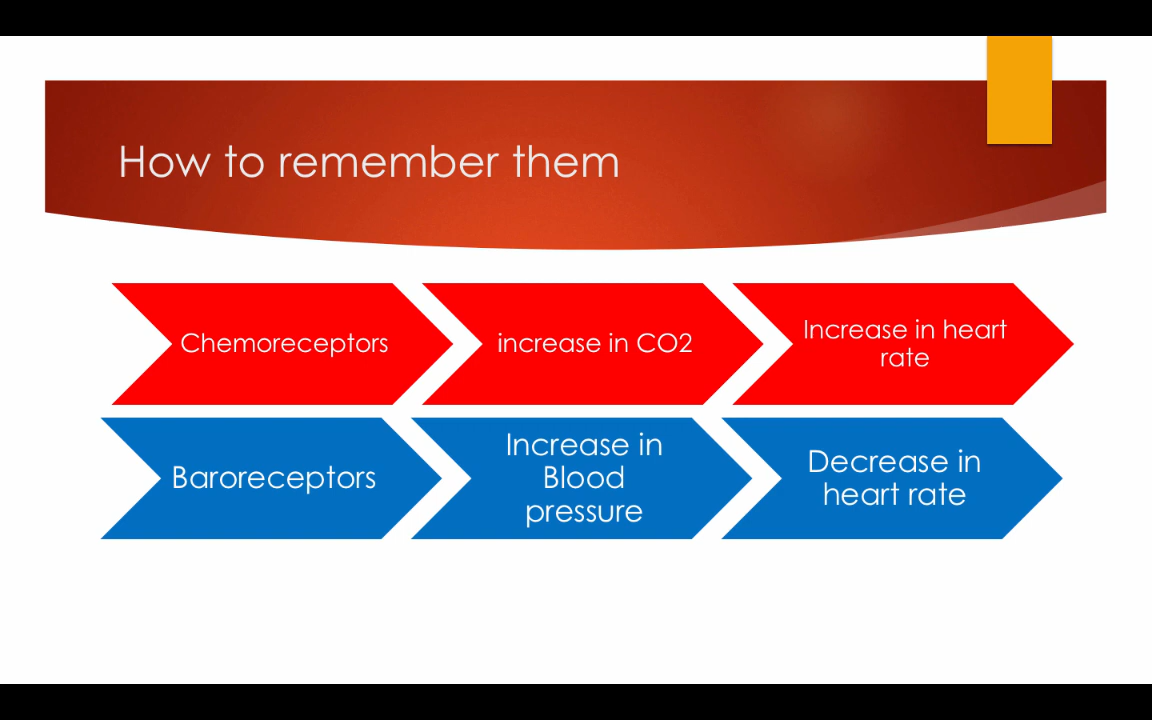 How to remember them
Chemoreceptors
increase in CO2
Increase in heart
rate
Baroreceptors
Increase in
Blood
pressure
Decrease in
heart rate